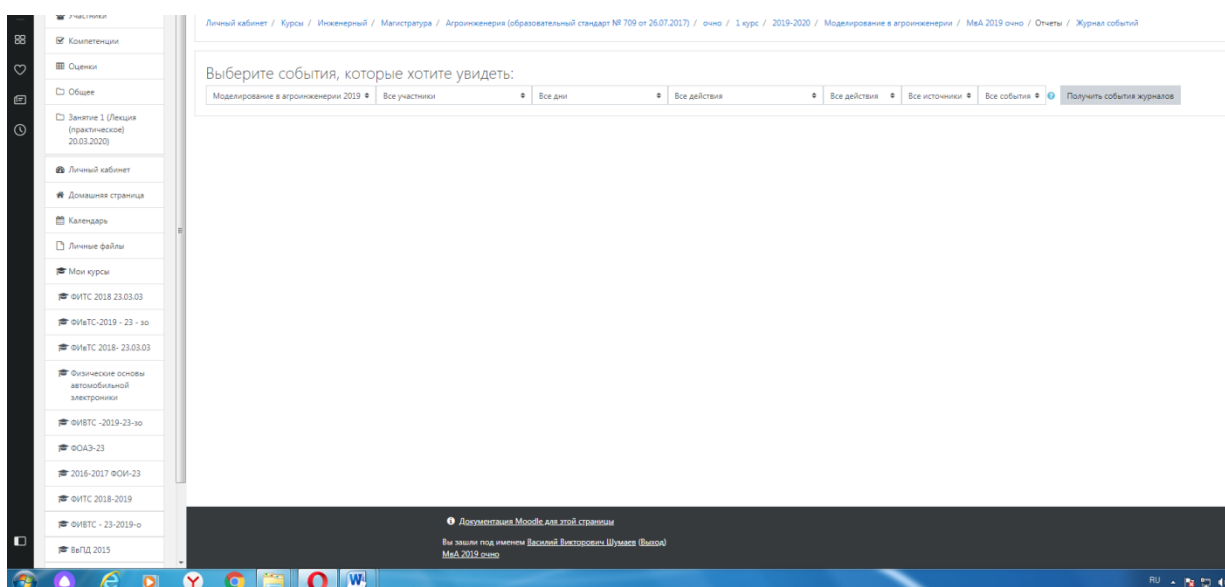 Участники
Компетенции
Оценки
Общее
Занятие 1 (Лекция
(практическое)
20.03.2020)
Личный кабинет
Домашняя страница
Календарь
Личные файлы
Мои курсы
ФИТС 2018 23.03.03
ФИвТС-2019 - 23 - зо
ФИвТС 2018- 23.03.03
Физические основы
автомобильной
электроники
ФИВТС -2019-23-зо
ФОАЭ-23
2016-2017 ФОИ-23
ФИТС 2018-2019
ФИВТС - 23-2019-о
ВвПД 2015
Личный кабинет / Курсы / Инженерный / Магистратура / Агроинженерия (образовательный стандарт № 709 от 26.07.2017) / очно / 1 курс / 2019-2020 / Моделирование в агроинженерии / МвА 2019 очно / Отчеты / Журнал событий
Выберите события, которые хотите увидеть:
Моделирование в агроинженерии 2019 Все участники Все дни Все действия Все действия Все источники Все события Получить события журналов
Документация Moodle для этой страницы
Вы зашли под именем Василий Викторович Шумаев (Выход)
МвА 2019 очно
RU